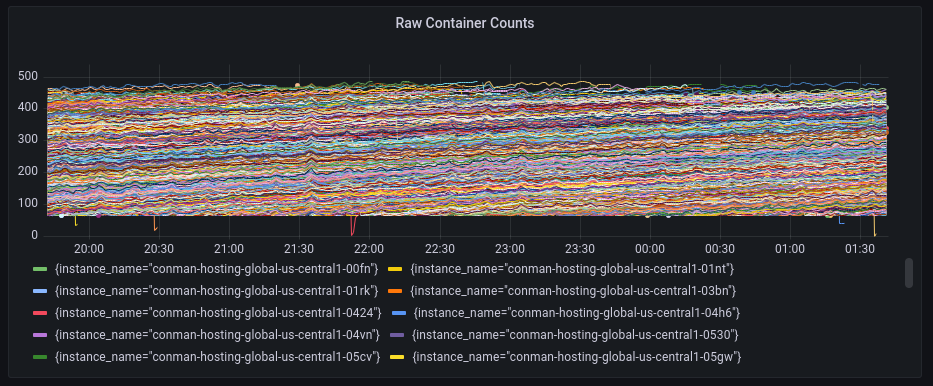 Raw Container Counts
500
400
300
200
100
0
20:00 20:30 21:00 21:30 22:00 22:30 23:00 23:30 00:00 00:30 01:00 01:30
{instance_name="conman-hosting-global-us-central1-00fn"} {instance_name="conman-hosting-global-us-central1-01nt"}
{instance_name="conman-hosting-global-us-central1-01rk"} {instance_name="conman-hosting-global-us-central1-03bn"}
{instance_name="conman-hosting-global-us-central1-0424"} {instance_name="conman-hosting-global-us-central1-04h6"}
{instance_name="conman-hosting-global-us-central1-04vn"} {instance_name="conman-hosting-global-us-central1-0530"}
{instance_name="conman-hosting-global-us-central1-05cv"} {instance_name="conman-hosting-global-us-central1-05gw"}